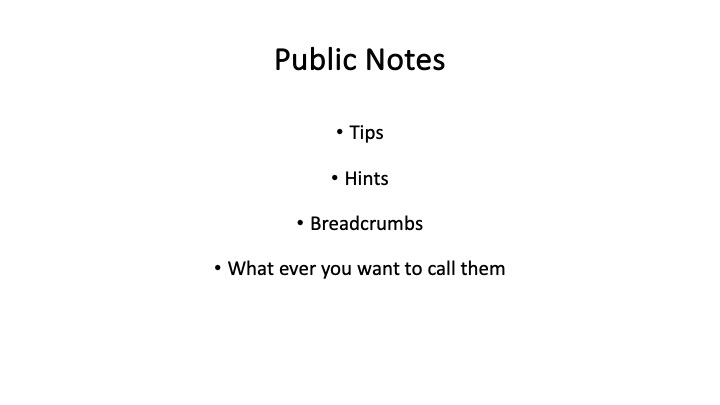 Public Notes
• Tips
• Hints
• Breadcrumbs
• What ever you want to call them